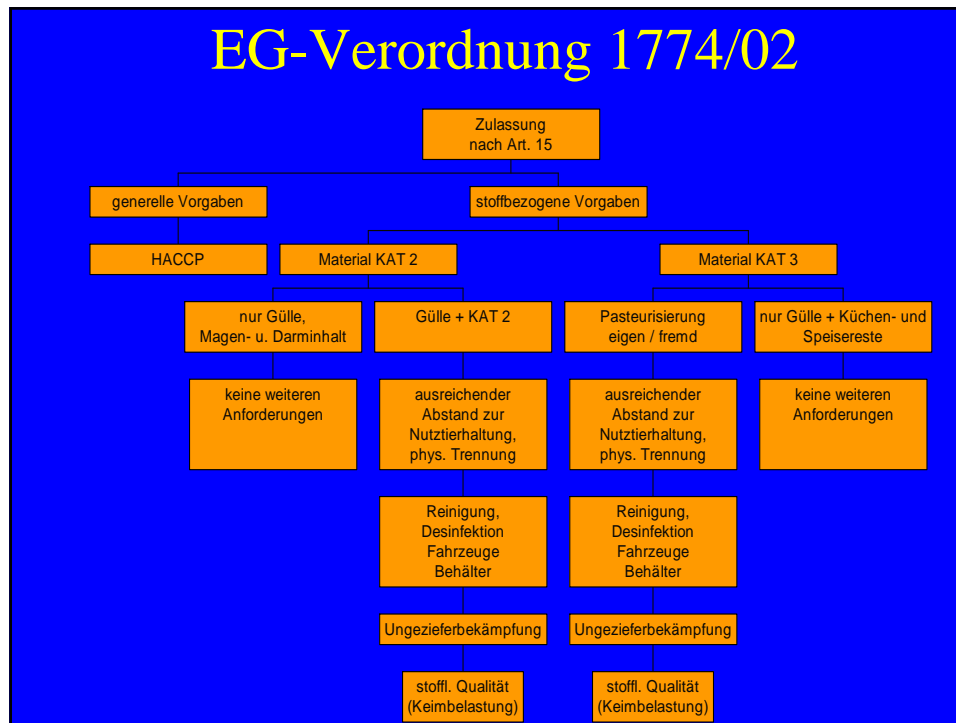 EG-Verordnung 1774/02
Zulassung
nach Art. 15
generelle Vorgaben
stoffbezogene Vorgaben
HACCP
Material KAT 2
Material KAT 3
nur Gülle,
Magen- u. Darminhalt
Gülle + KAT 2
Pasteurisierung
eigen / fremd
nur Gülle + Küchen- und
Speisereste
keine weiteren
Anforderungen
ausreichender
Abstand zur
Nutztierhaltung,
phys. Trennung
ausreichender
Abstand zur
Nutztierhaltung,
phys. Trennung
keine weiteren
Anforderungen
Reinigung,
Desinfektion
Fahrzeuge
Behälter
Reinigung,
Desinfektion
Fahrzeuge
Behälter
Ungezieferbekämpfung
Ungezieferbekämpfung
stoffl. Qualität
(Keimbelastung)
stoffl. Qualität
(Keimbelastung)